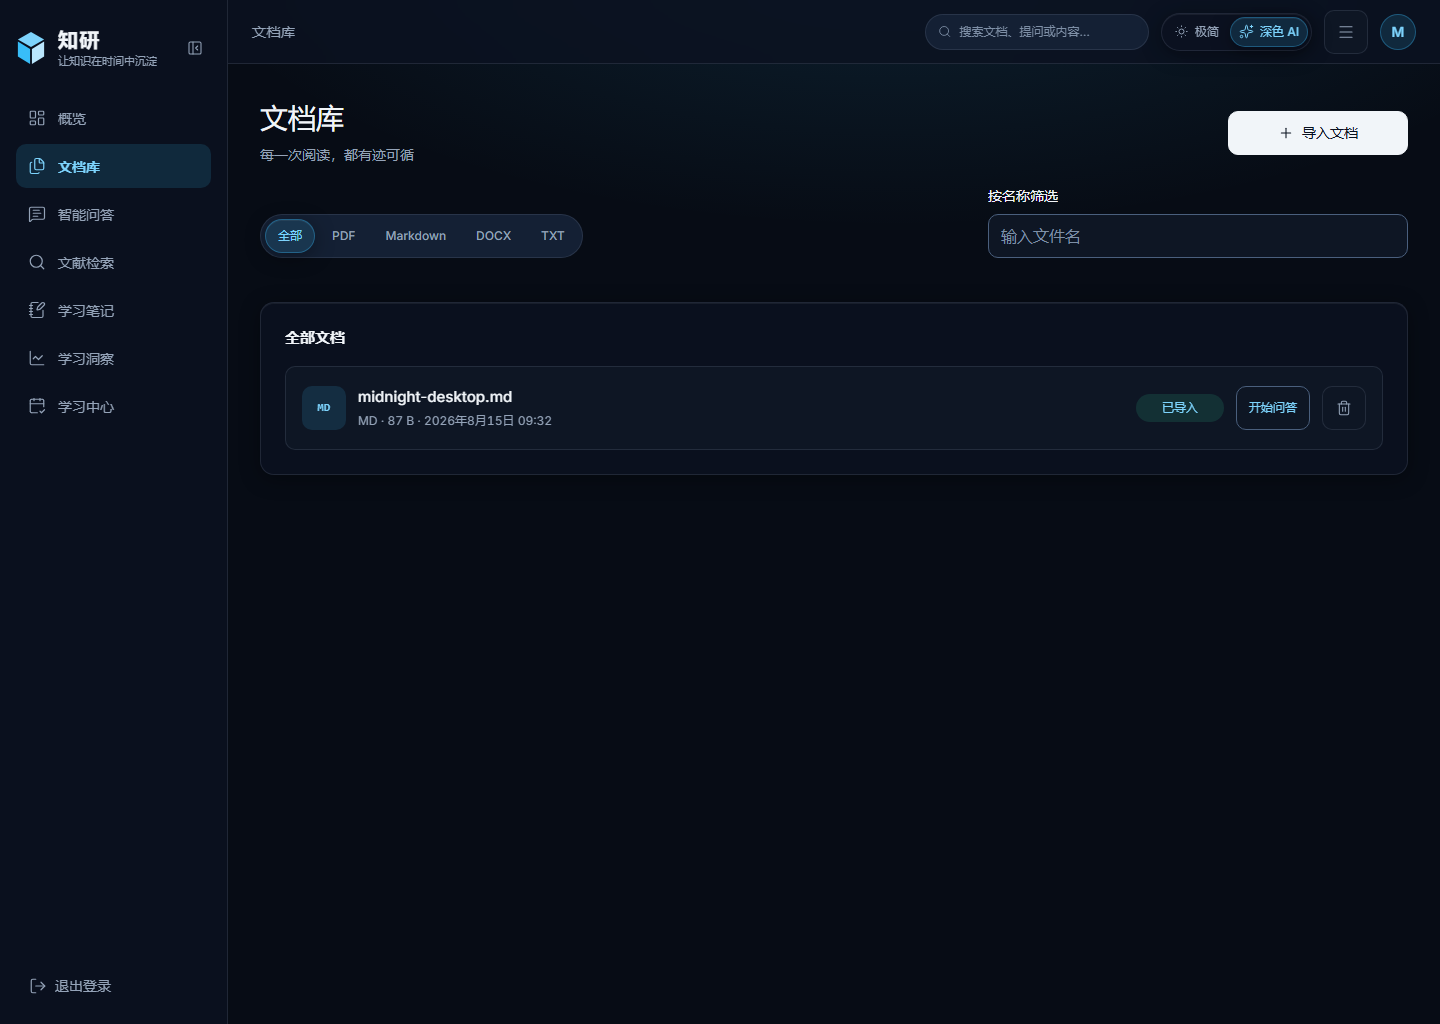 知研
让知识在时间中沉淀
概览
文档库
智能问答
文献检索
学习笔记
学习洞察
学习中心
退出登录
文档库
搜索文档、提问或内容...
极简
深色 AI
M
文档库
每一次阅读，都有迹可循
导入文档
全部
PDF
Markdown
DOCX
TXT
按名称筛选
输入文件名
全部文档
MD
midnight-desktop.md
MD · 87 B · 2026年8月15日 09:32
已导入
开始问答